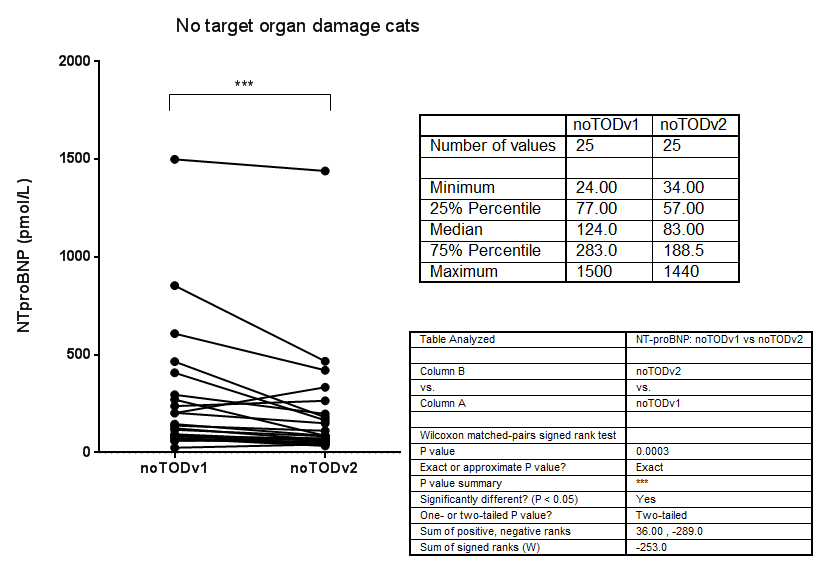 No target organ damage cats
2000
1500
1000
500
0
NTproBNP (pmol/L)
***
noTODv1 noTODv2
noTODv1 noTODv2
Number of values 25 25
Minimum 24.00 34.00
25% Percentile 77.00 57.00
Median 124.0 83.00
75% Percentile 283.0 188.5
Maximum 1500 1440
Table Analyzed NT-proBNP: noTODv1 vs noTODv2
Column B noTODv2
vs. vs.
Column A noTODv1
Wilcoxon matched-pairs signed rank test
P value 0.0003
Exact or approximate P value? Exact
P value summary ***
Significantly different? (P < 0.05) Yes
One- or two-tailed P value? Two-tailed
Sum of positive, negative ranks 36.00 , -289.0
Sum of signed ranks (W) -253.0